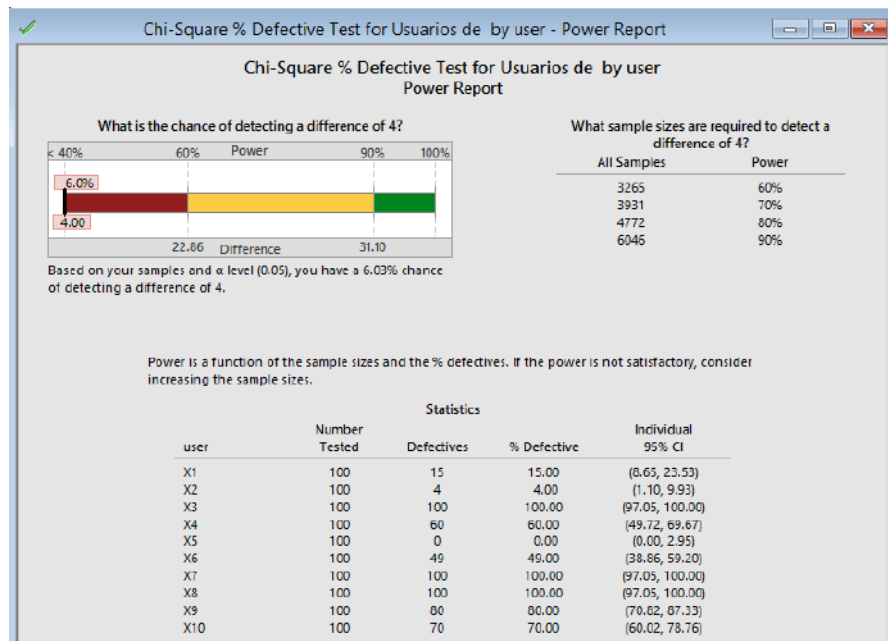 Chi-Square % Defective Test for Usuarios de by user - Power Report
Chi-Square % Defective Test for Usuarios de by user
Power Report
What is the chance of detecting a difference of 4?
< 40% 60% Power 90% 100%
6.0%
4.00
22.86 Difference 31.10
Based on your samples and α level (0.05), you have a 6.03% chance
of detecting a difference of 4.
What sample sizes are required to detect a
difference of 4?
All Samples Power
3265 60%
3931 70%
4772 80%
6046 90%
Power is a function of the sample sizes and the % defectives. If the power is not satisfactory, consider
increasing the sample sizes.
Statistics
Number Individual
user Tested Defectives % Defective 95% CI
X1 100 15 15.00 (8.65, 23.53)
X2 100 4 4.00 (1.10, 9.93)
X3 100 100 100.00 (97.05, 100.00)
X4 100 60 60.00 (49.72, 69.67)
X5 100 0 0.00 (0.00, 2.95)
X6 100 49 49.00 (38.86, 59.20)
X7 100 100 100.00 (97.05, 100.00)
X8 100 100 100.00 (97.05, 100.00)
X9 100 80 80.00 (70.82, 87.33)
X10 100 70 70.00 (60.02, 78.76)